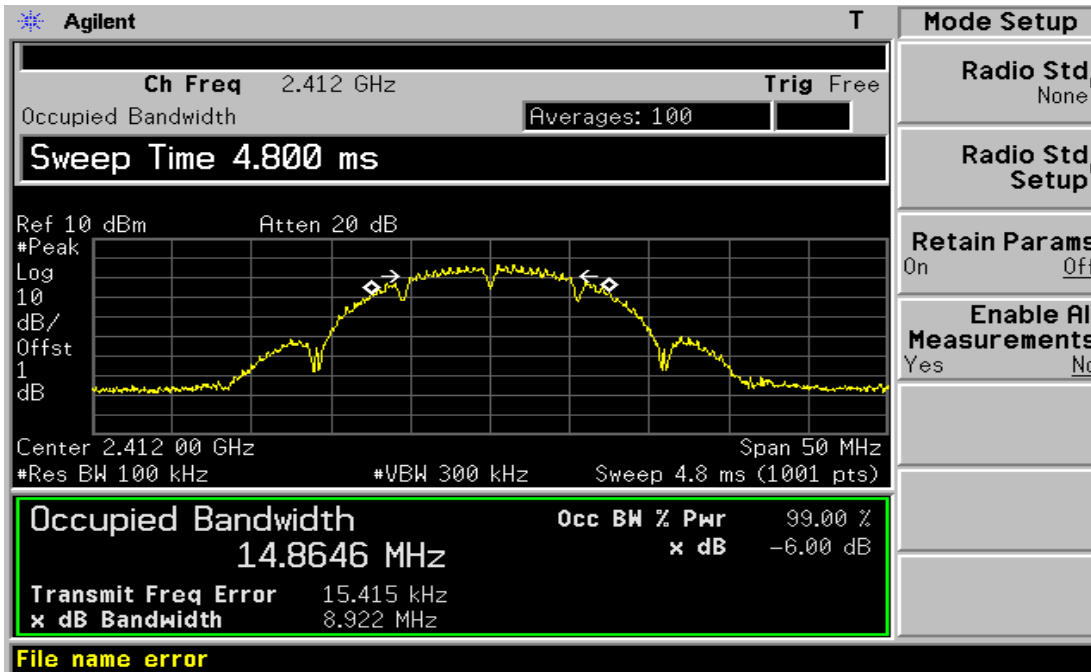 Agilent T
Ch Freq 2.412 GHz Trig Free
Occupied Bandwidth Averages: 100
Sweep Time 4.800 ms
Ref 10 dBm Atten 20 dB
#Peak
Log
10
dB/
Offst
1
dB
Center 2.412 00 GHz Span 50 MHz
#Res BW 100 kHz #VBW 300 kHz Sweep 4.8 ms (1001 pts)
Occupied Bandwidth Occ BW % Pwr 99.00 %
14.8646 MHz x dB -6.00 dB
Transmit Freq Error 15.415 kHz
x dB Bandwidth 8.922 MHz
File name error
Mode Setup
Radio Std
None
Radio Std
Setup
Retain Params
On Off
Enable Al
Measurements
Yes No